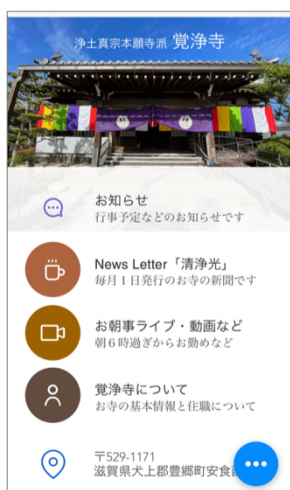 浄土真宗本願寺派 覚浄寺
お知らせ
行事予定などのお知らせです
News Letter「清浄光」
毎月１日発行のお寺の新聞です
お朝事ライブ・動画など
朝６時過ぎからお勤めなど
覚浄寺について
お寺の基本情報と住職について
〒529-1171
滋賀県犬上郡豊郷町安食